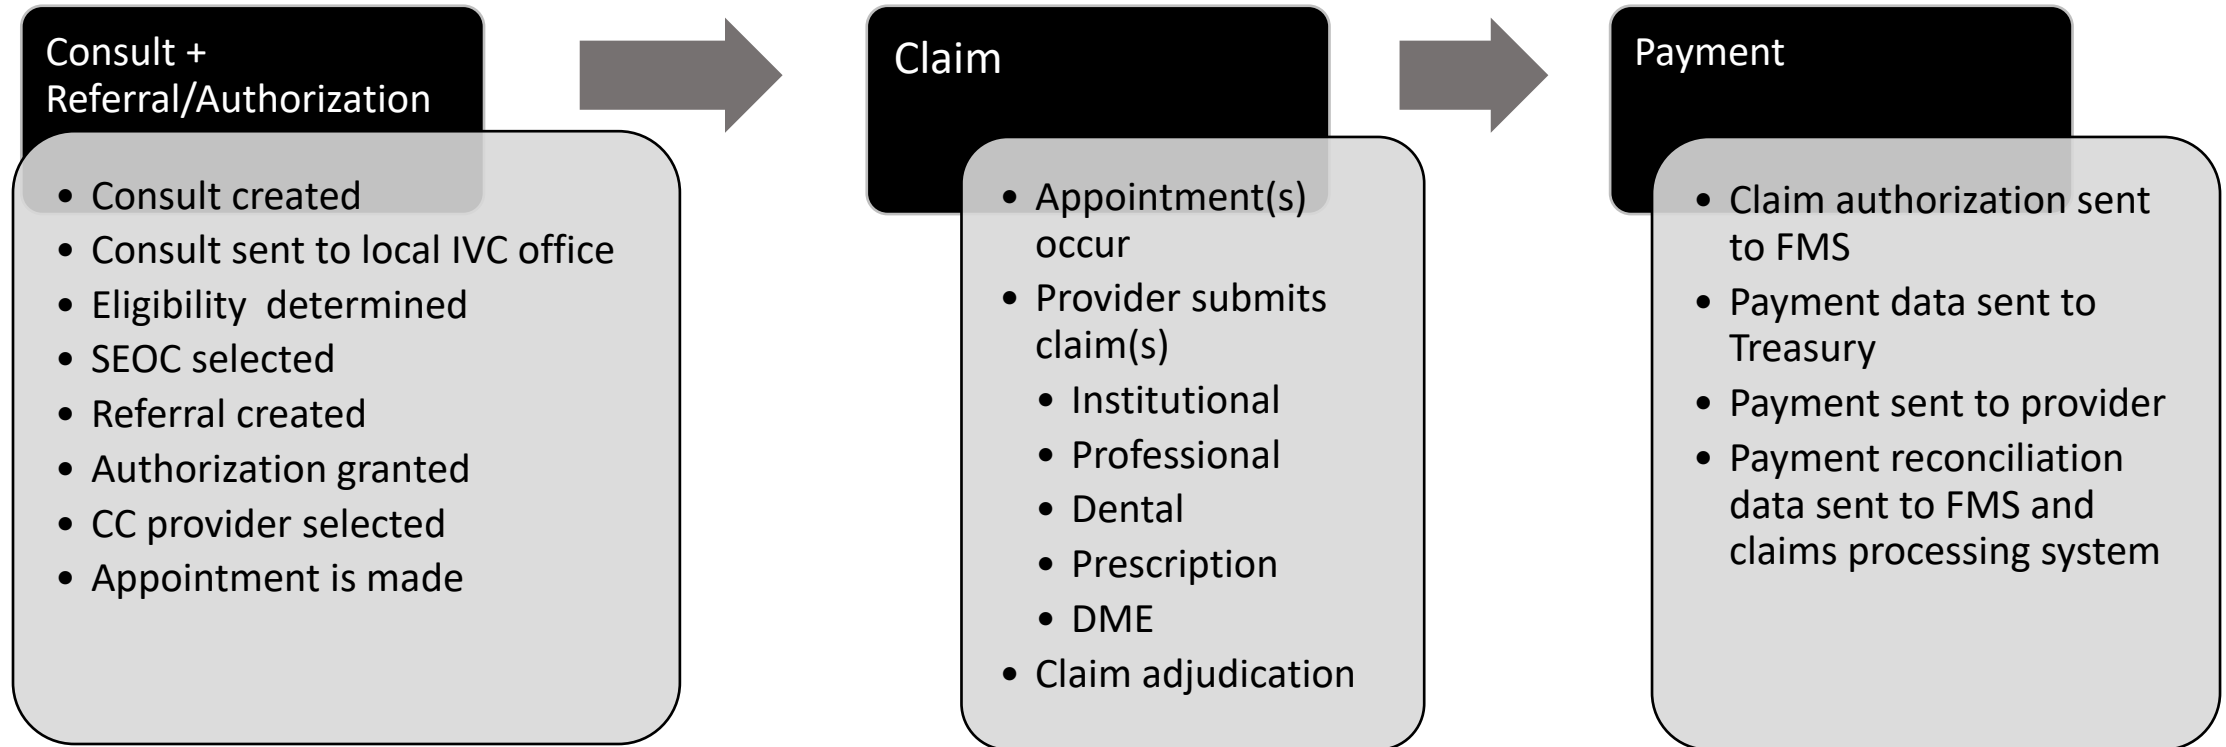 Consult +
Referral/Authorization
• Consult created
• Consult sent to local IVC office
• Eligibility  determined
• SEOC selected
• Referral created
• Authorization granted
• CC provider selected
• Appointment is made
Claim
• Appointment(s)
occur
• Provider submits
claim(s)
• Institutional
• Professional
• Dental
• Prescription
• DME
• Claim adjudication
Payment
• Claim authorization sent
to FMS
• Payment data sent to
Treasury
• Payment sent to provider
• Payment reconciliation
data sent to FMS and
claims processing system